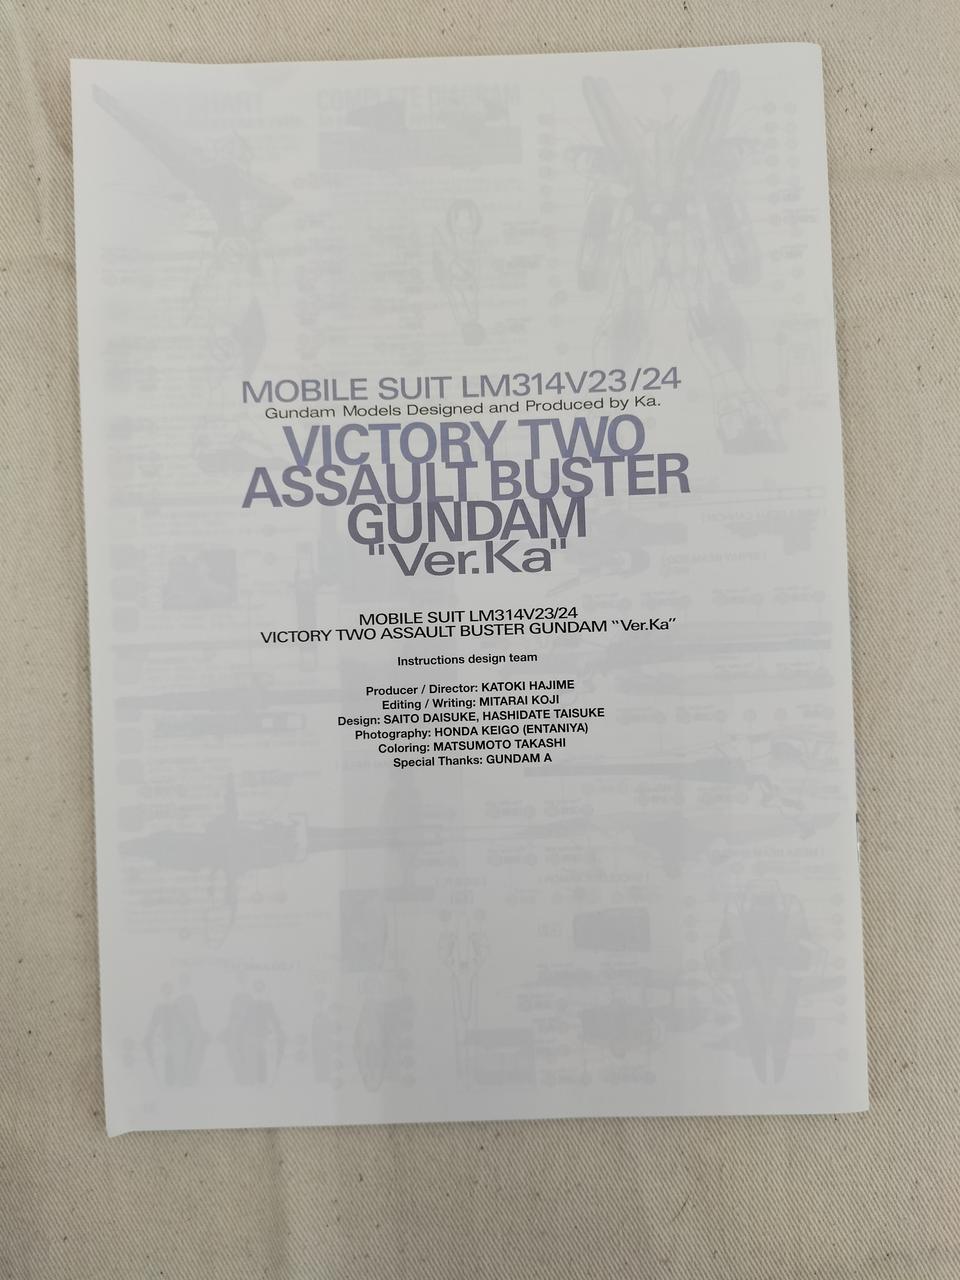 MOBILE SUIT LM314V23/24
Gundam Models Designed and Produced by Ka.
VICTORY TWO
ASSAULT BUSTER
GUNDAM
"Ver.Ka"
MOBILE SUIT LM314V23/24
VICTORY TWO ASSAULT BUSTER GUNDAM “Ver.Ka”
Instructions design team
Producer / Director: KATOKI HAJIME
Editing / Writing: MITARAI KOJI
Design: SAITO DAISUKE, HASHIDATE TAISUKE
Photography: HONDA KEIGO (ENTANIYA)
Coloring: MATSUMOTO TAKASHI
Special Thanks: GUNDAM A